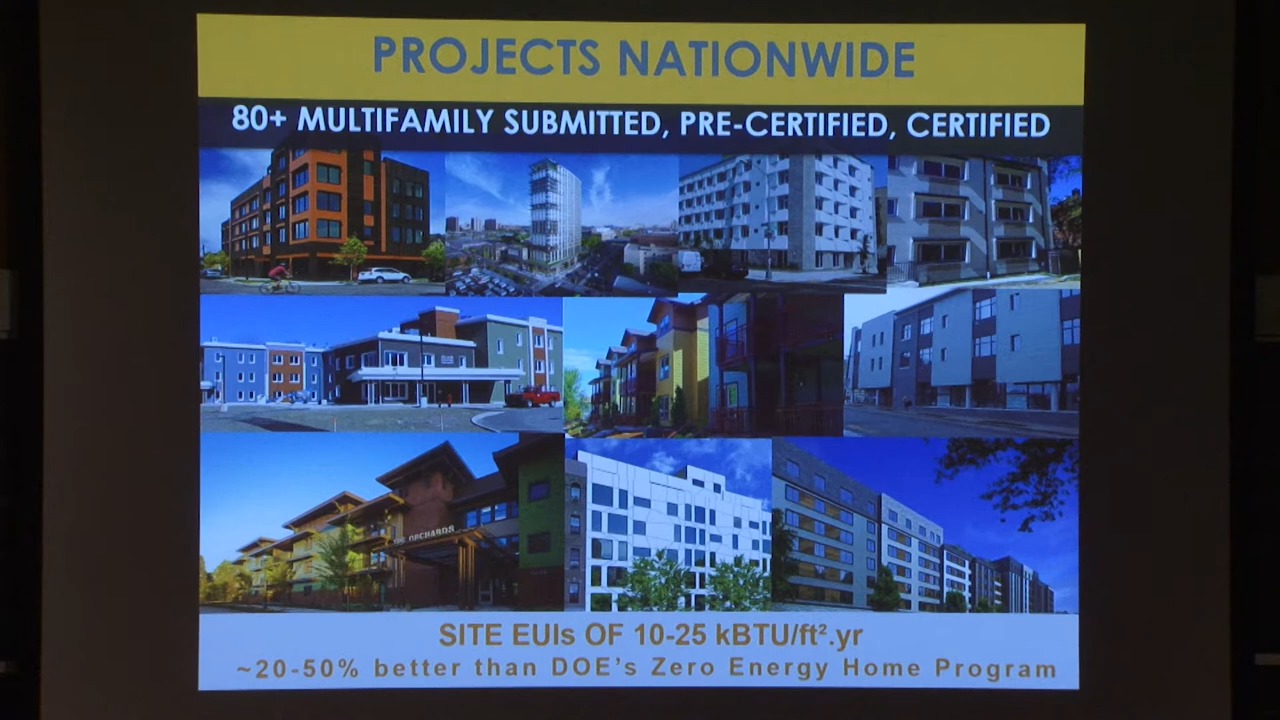 PROJECTS NATIONWIDE
80+ MULTIFAMILY SUBMITTED, PRE-CERTIFIED, CERTIFIED
THE ORCHARDS
SITE EUIs OF 10-25 kBTU/ft².yr
~20-50% better than DOE's Zero Energy Home Program